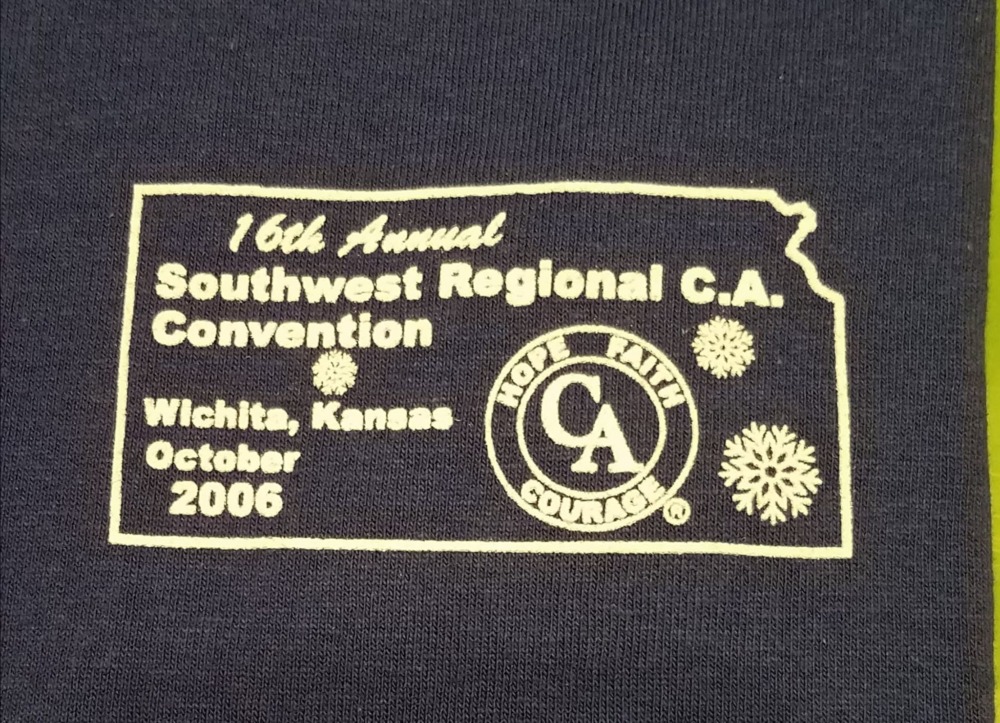 16th Annual
Southwest Regional C.A.
Convention
Wichita, Kansas
October
2006
HOPE FAITH
CA
COURAGE
®